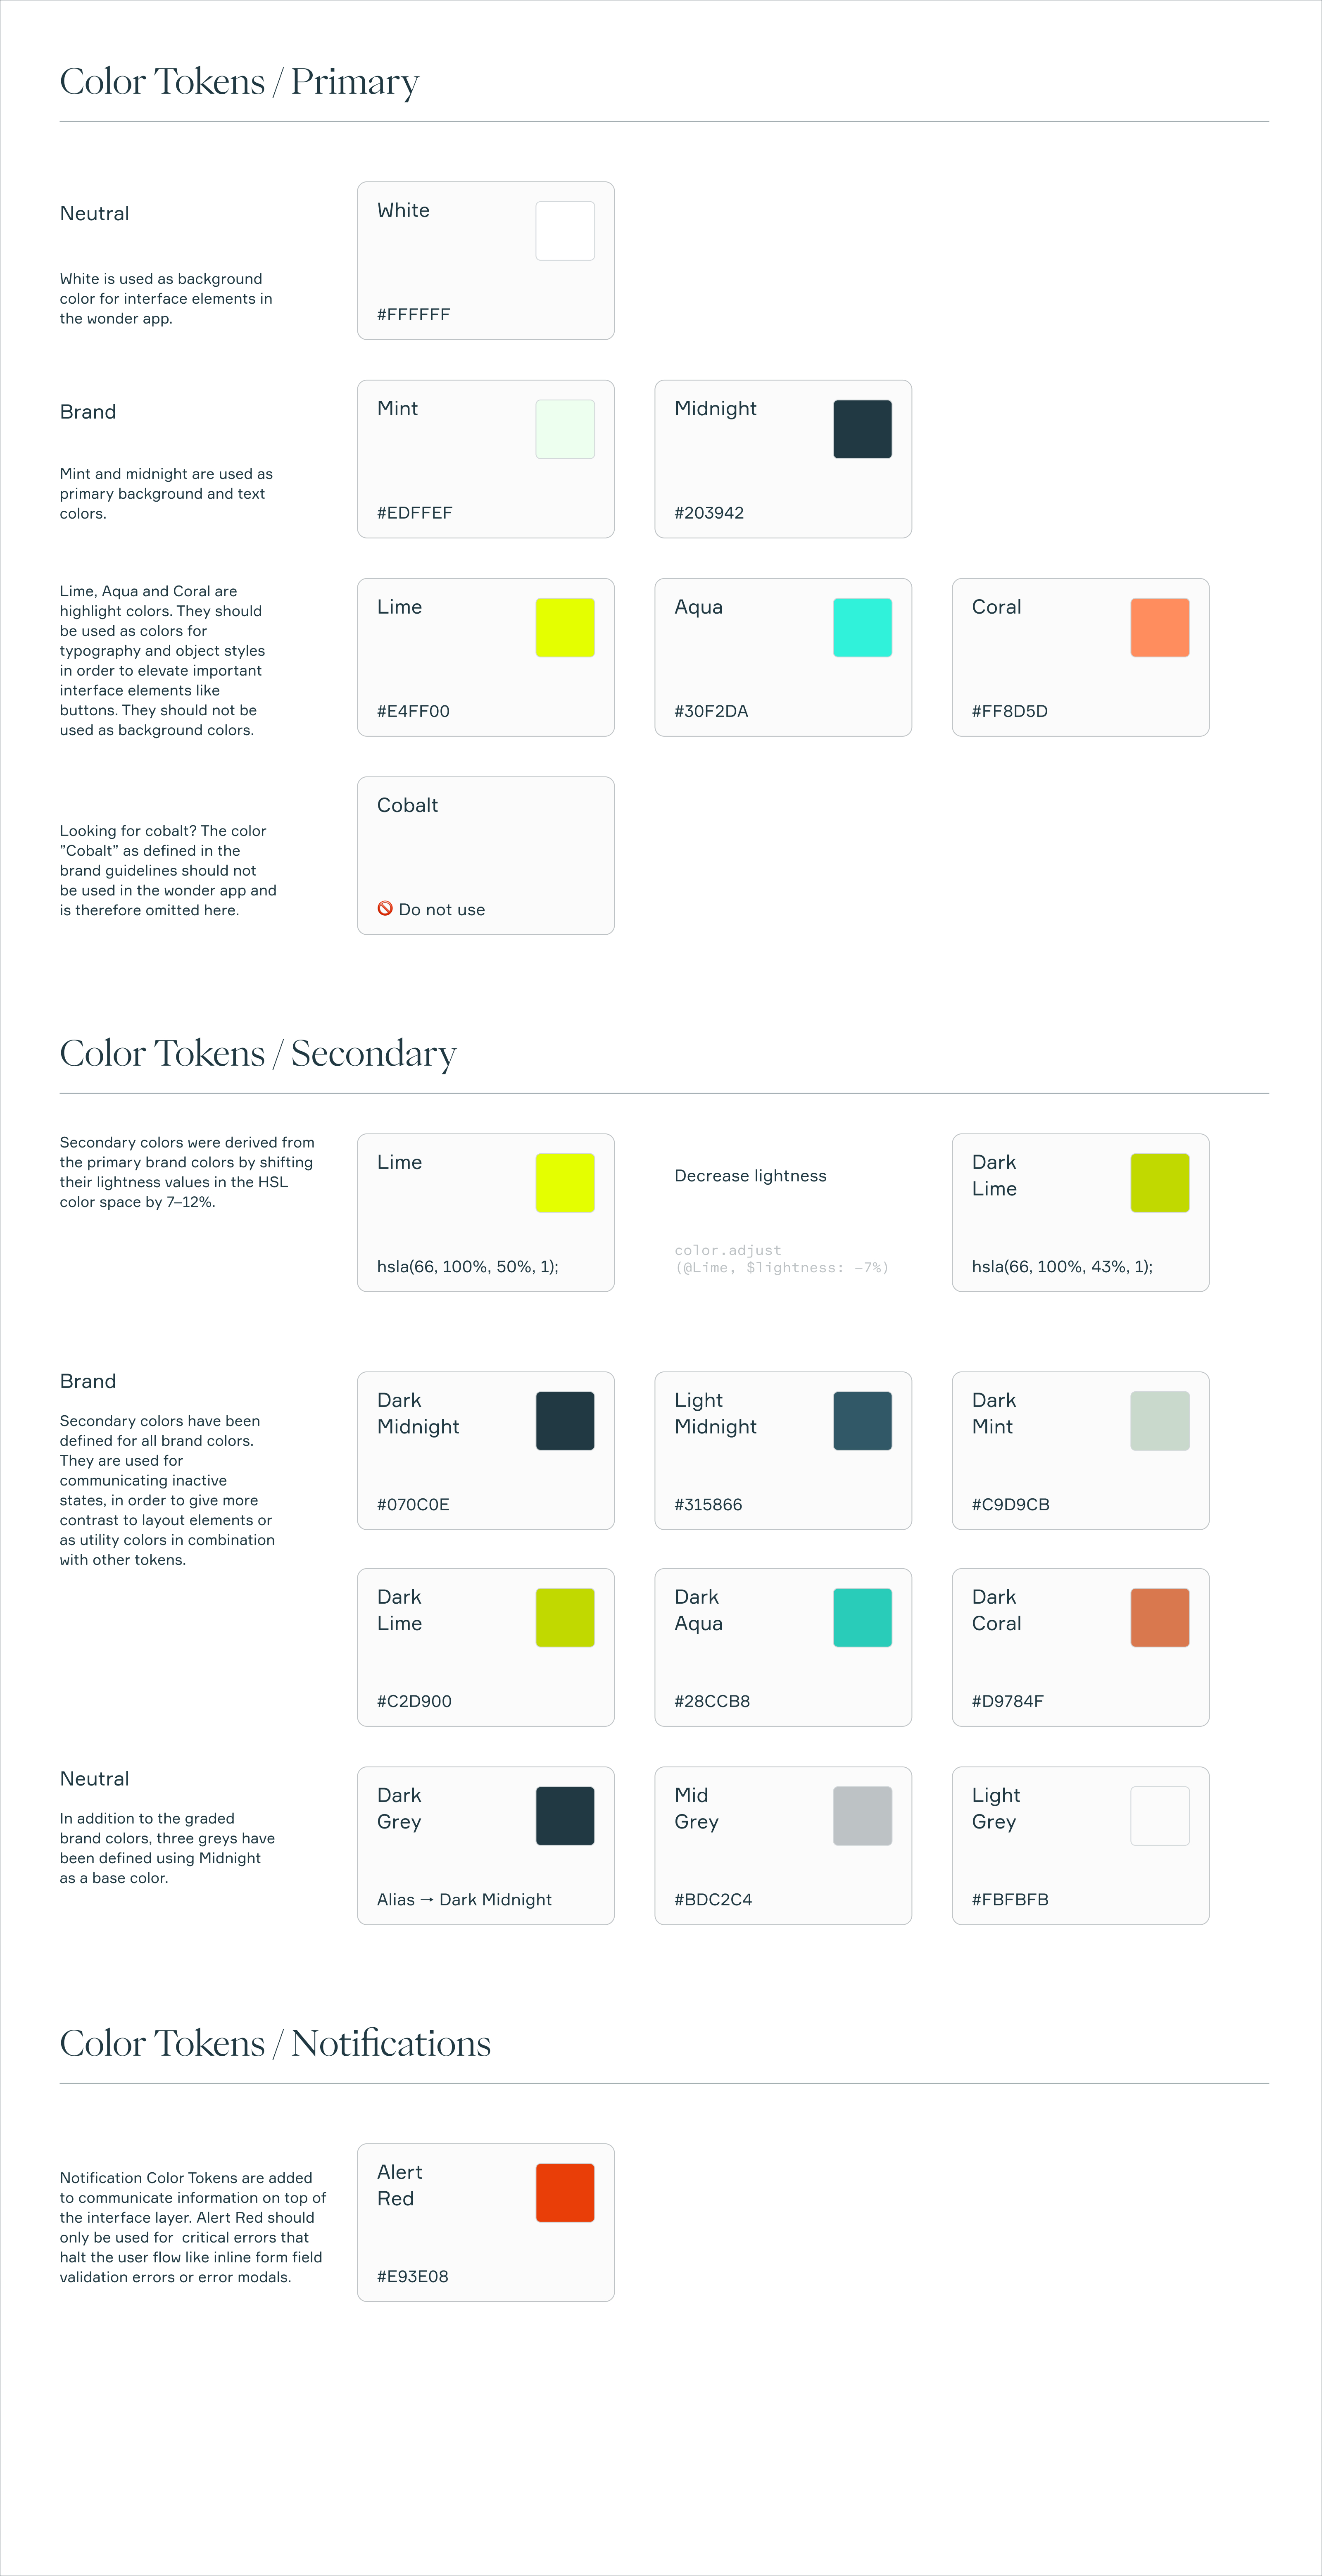 Color Tokens / Primary
Neutral
White is used as background
color for interface elements in
the wonder app.
White
#FFFFFF
Brand
Mint and midnight are used as
primary background and text
colors.
Mint
#EDFFEF
Midnight
#203942
Lime, Aqua and Coral are
highlight colors. They should
be used as colors for
typography and object styles
in order to elevate important
interface elements like
buttons. They should not be
used as background colors.
Lime
#E4FF00
Aqua
#30F2DA
Coral
#FF8D5D
Looking for cobalt? The color
”Cobalt” as defined in the
brand guidelines should not
be used in the wonder app and
is therefore omitted here.
Cobalt
🚫 Do not use
Color Tokens / Secondary
Secondary colors were derived from
the primary brand colors by shifting
their lightness values in the HSL
color space by 7–12%.
Lime
hsla(66, 100%, 50%, 1);
Decrease lightness
color.adjust
(@Lime, $lightness: -7%)
Dark
Lime
hsla(66, 100%, 43%, 1);
Brand
Secondary colors have been
defined for all brand colors.
They are used for
communicating inactive
states, in order to give more
contrast to layout elements or
as utility colors in combination
with other tokens.
Dark
Midnight
#070C0E
Light
Midnight
#315866
Dark
Mint
#C9D9CB
Dark
Lime
#C2D900
Dark
Aqua
#28CCB8
Dark
Coral
#D9784F
Neutral
In addition to the graded
brand colors, three greys have
been defined using Midnight
as a base color.
Dark
Grey
Alias → Dark Midnight
Mid
Grey
#BDC2C4
Light
Grey
#FBFBFB
Color Tokens / Notifications
Notification Color Tokens are added
to communicate information on top of
the interface layer. Alert Red should
only be used for  critical errors that
halt the user flow like inline form field
validation errors or error modals.
Alert
Red
#E93E08